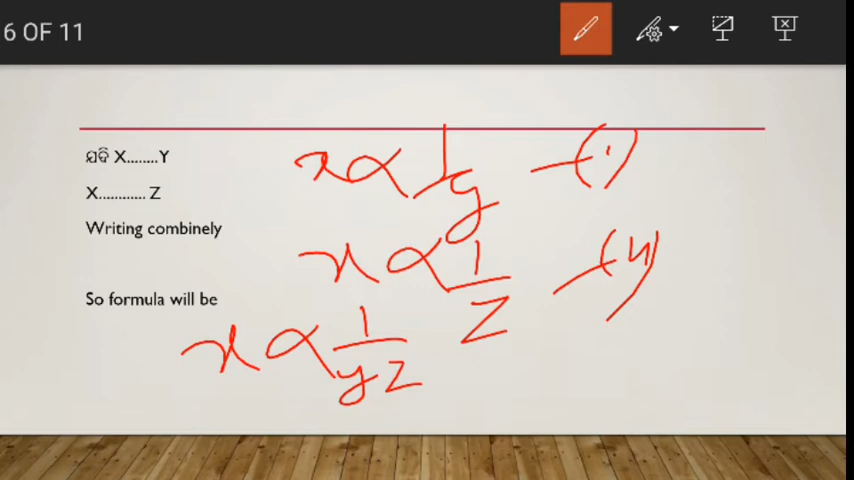 6 OF 11
ଯଦି X........Y
x ∝ 1/y —(i)
X............ Z
Writing combinely
x ∝ 1/z —(ii)
So formula will be
x ∝ 1/yz